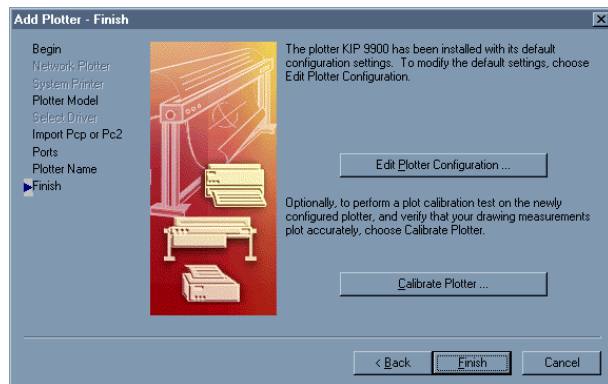 Add Plotter - Finish
Begin
Network Plotter
System Printer
Plotter Model
Select Driver
Import Pcp or Pc2
Ports
Plotter Name
Finish
The plotter KIP 9900 has been installed with its default
configuration settings. To modify the default settings, choose
Edit Plotter Configuration.
Edit Plotter Configuration ...
Optionally, to perform a plot calibration test on the newly
configured plotter, and verify that your drawing measurements
plot accurately, choose Calibrate Plotter.
Calibrate Plotter ...
< Back
Finish
Cancel